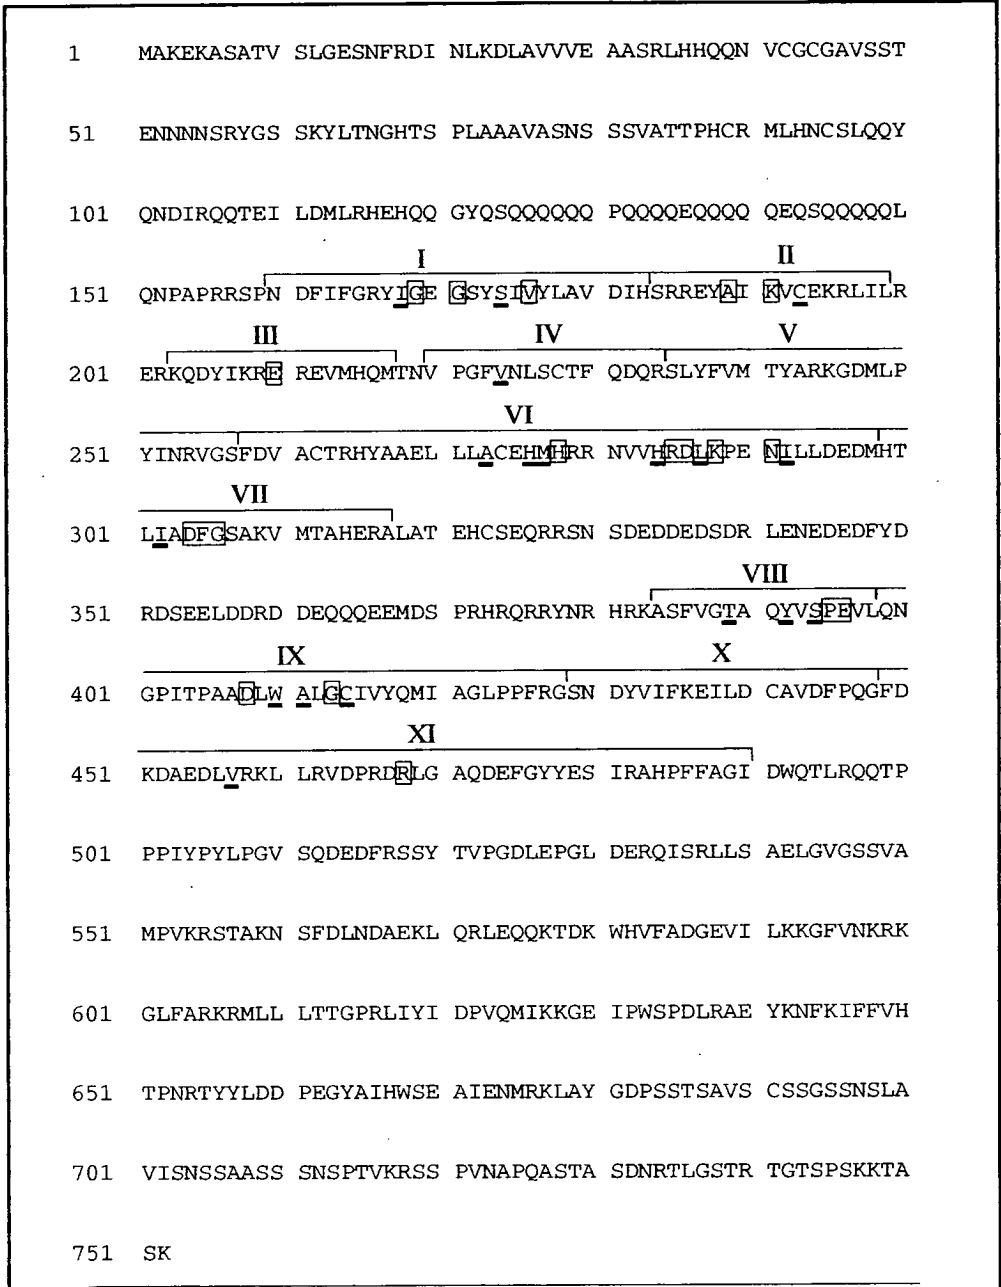 1 MAKEKASATV SLGESNFRDI NLKDLAVVVE AASRLHHQQN VCGCGAVSST
51 ENNNNSRYGS SKYLTNGHTS PLAAAVASNS SSVATTPHCR MLHNCSLQQY
101 QNDIRQQTEI LDMLRHEHQQ GYQSQQQQQQ PQQQQEQQQQ QEQSQQQQQL
I II
151 QNPAPRRSPN DFIFGRYIGE GSYSIVYLAV DIHSRREYAI KVCEKRLILR
III IV V
201 ERKQDYIKRE REVMHQMTNV PGFVNLSCTF QDQRSLYFVM TYARKGDMLP
VI
251 YINRVGSFDV ACTRHYAAEL LLACEHMHRR NVVHRDLKPE NILLDEDMHT
VII
301 LIADFGSAKV MTAHERALAT EHCSEQRRSN SDEDDEDSDR LENEDEDFYD
VIII
351 RDSEELDDRD DEQQQEEMDS PRHRQRRYNR HRKASFVGTA QYVSPEVLQN
IX X
401 GPITPAADLW ALGCIVYQMI AGLPPFRGSN DYVIFKEILD CAVDFPQGFD
XI
451 KDAEDLVRKL LRVDPRDRLG AQDEFGYYES IRAHPFFAGI DWQTLRQQTP
501 PPIYPYLPGV SQDEDFRSSY TVPGDLEPGL DERQISRLLS AELGVGSSVA
551 MPVKRSTAKN SFDLNDAEKL QRLEQQKTDK WHVFADGEVI LKKGFVNKRK
601 GLFARKRMLL LTTGPRLIYI DPVQMIKKGE IPWSPDLRAE YKNFKIFFVH
651 TPNRTYYLDD PEGYAIHWSE AIENMRKLAY GDPSSTSAVS CSSGSSNSLA
701 VISNSSAASS SNSPTVKRSS PVNAPQASTA SDNRTLGSTR TGTSPSKKTA
751 SK